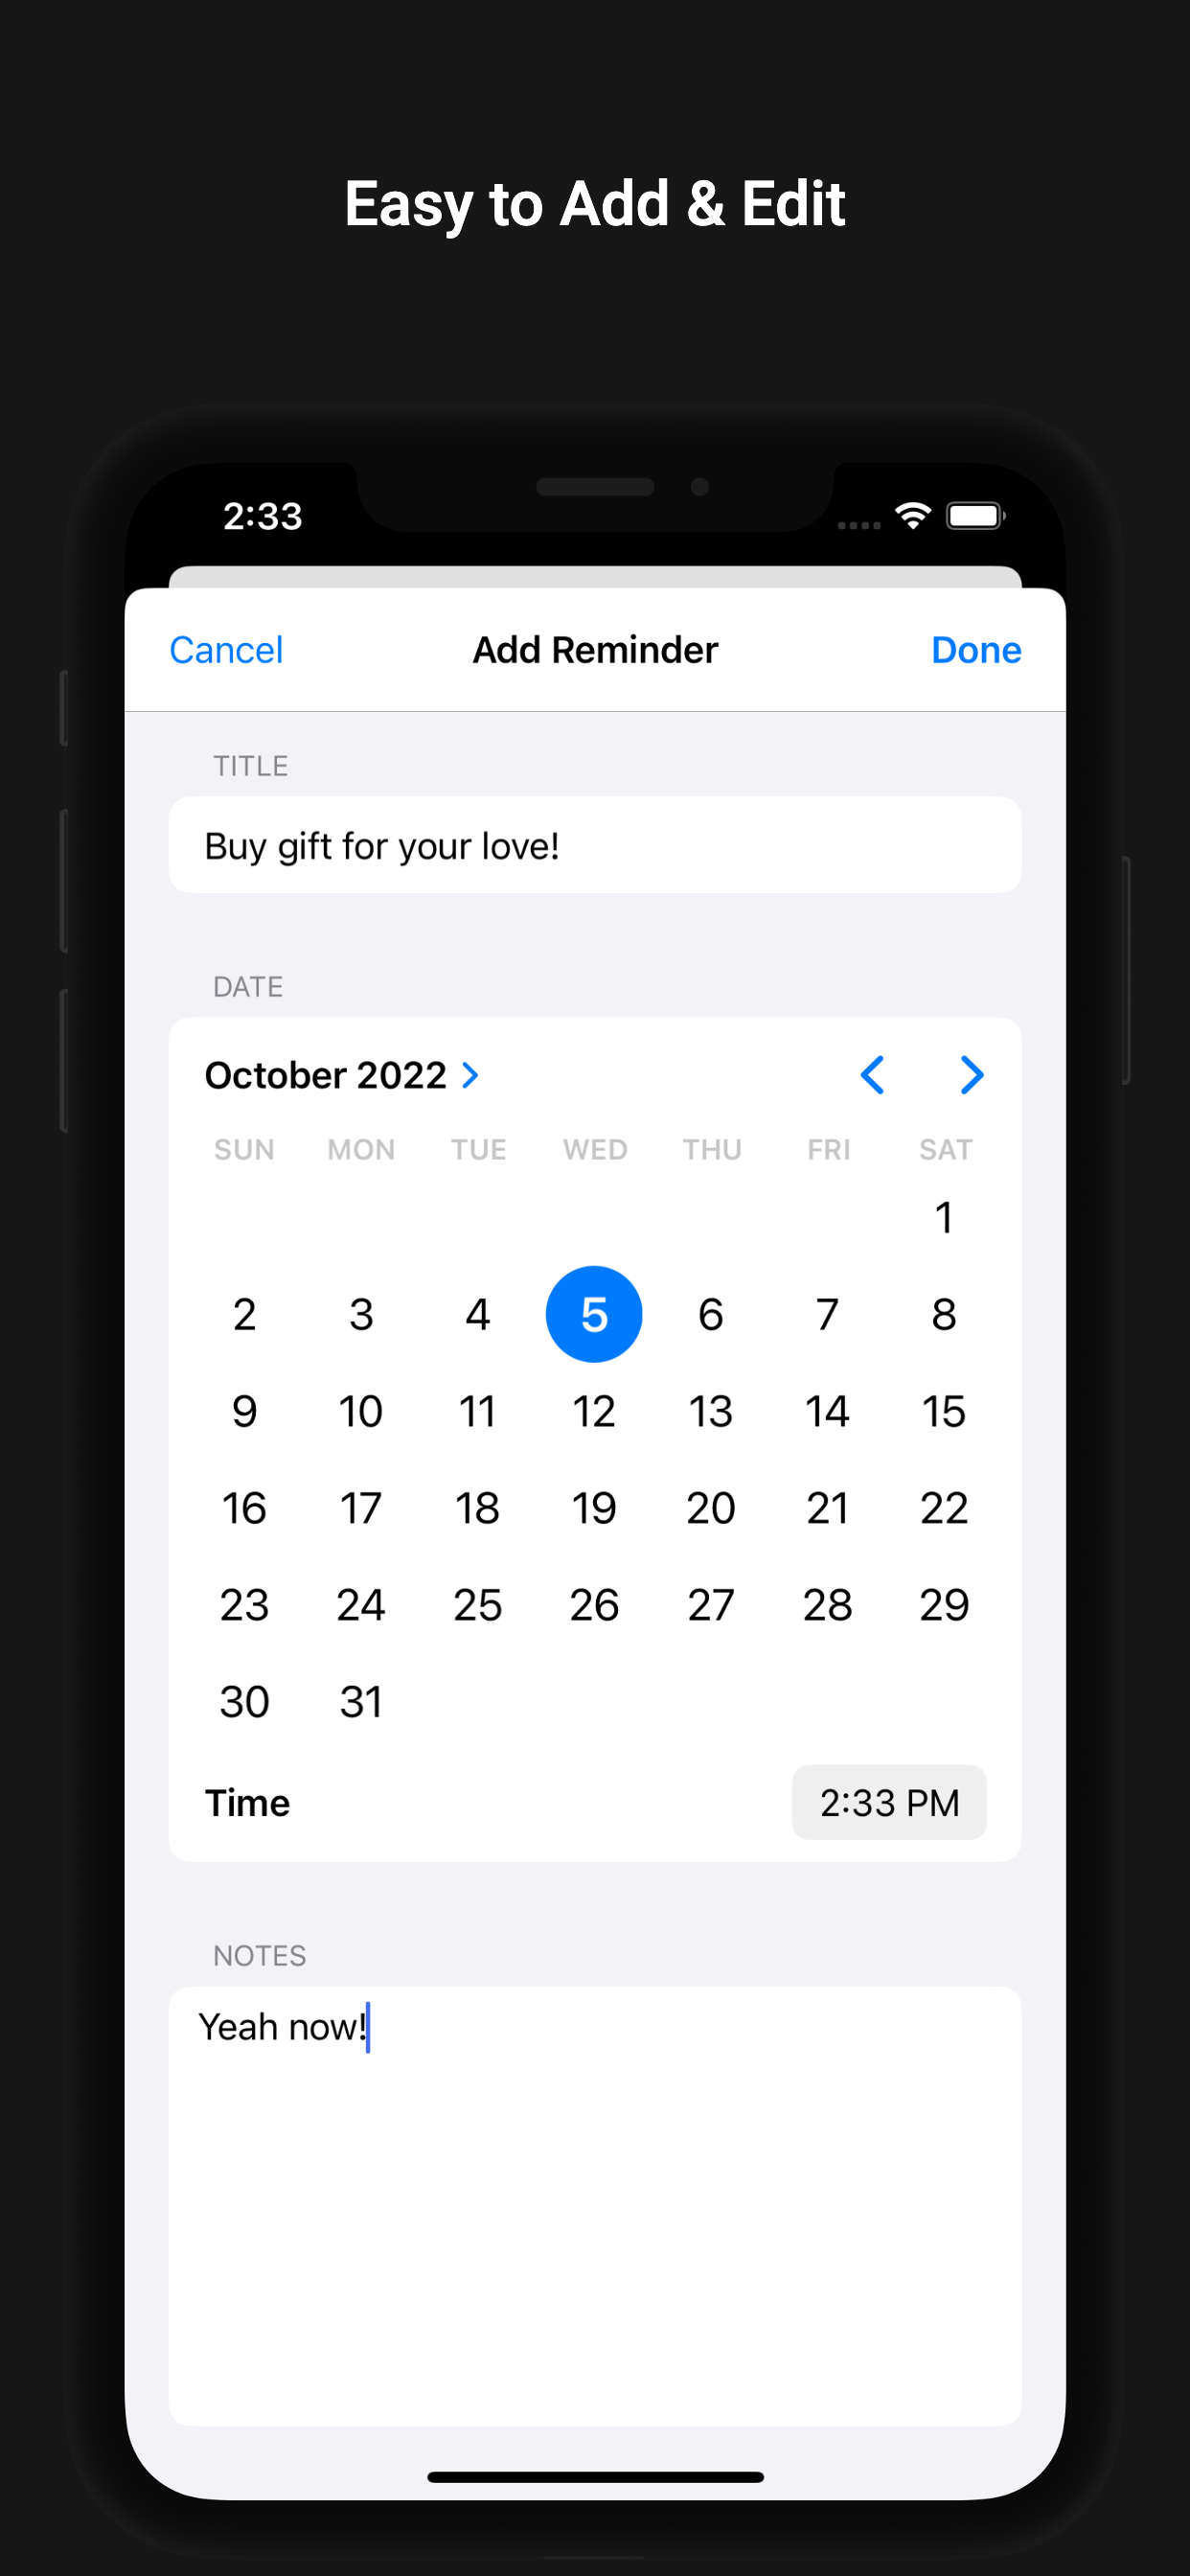 Easy to Add & Edit
2:33
Cancel Add Reminder Done
TITLE
Buy gift for your love!
DATE
October 2022
SUN MON TUE WED THU FRI SAT
1
2 3 4 5 6 7 8
9 10 11 12 13 14 15
16 17 18 19 20 21 22
23 24 25 26 27 28 29
30 31
Time 2:33 PM
NOTES
Yeah now!